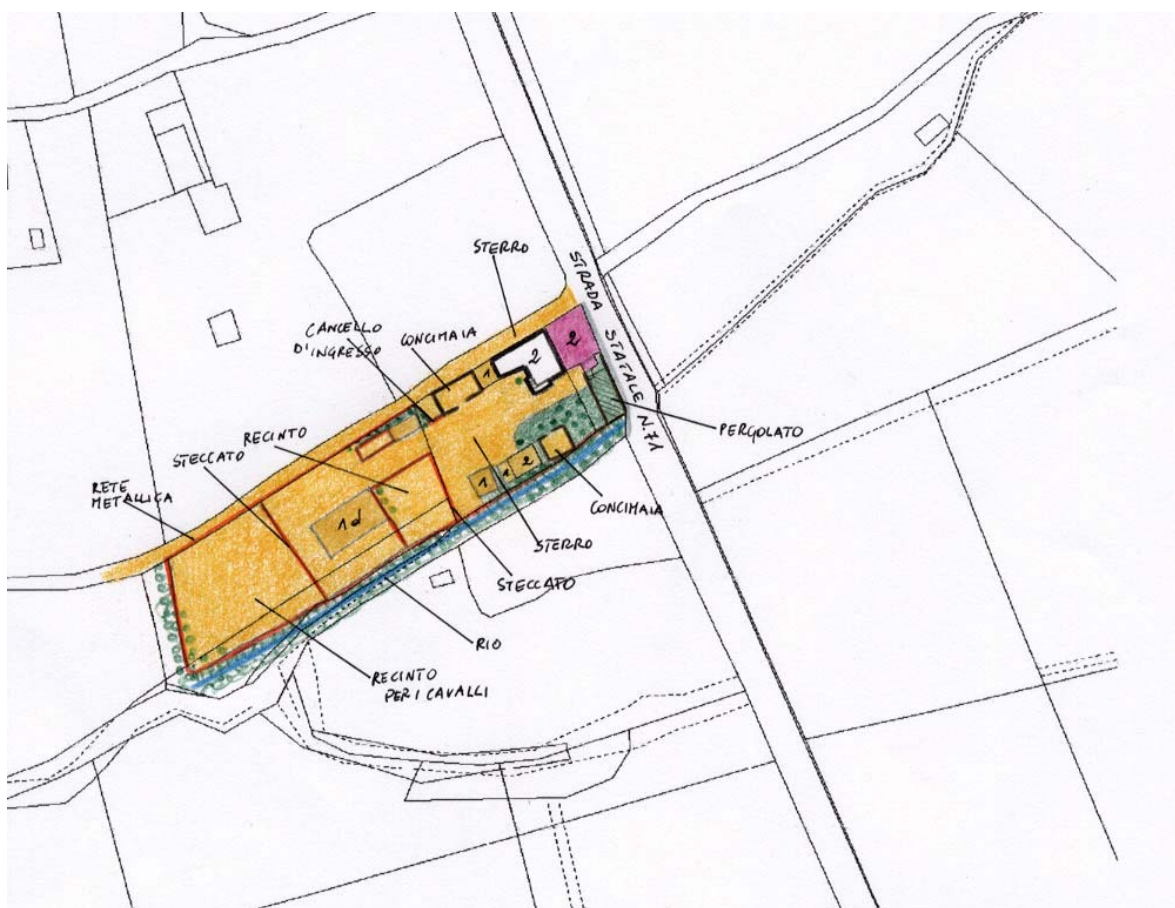 STERRO
STRADA STATALE N.71
CANCELLO
D'INGRESSO
CONCIMAIA
2
2
1
RECINTO
STECCATO
PERGOLATO
RETE
METALLICA
1
1
2
1d
CONCIMAIA
STERRO
STECCATO
RIO
RECINTO
PER I CAVALLI